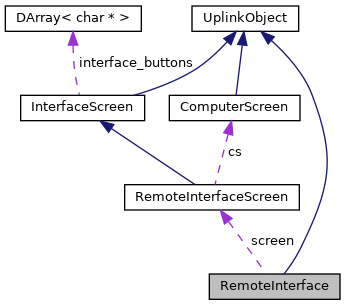 DArray< char * >
UplinkObject
interface_buttons
InterfaceScreen
ComputerScreen
cs
RemoteInterfaceScreen
screen
RemoteInterface